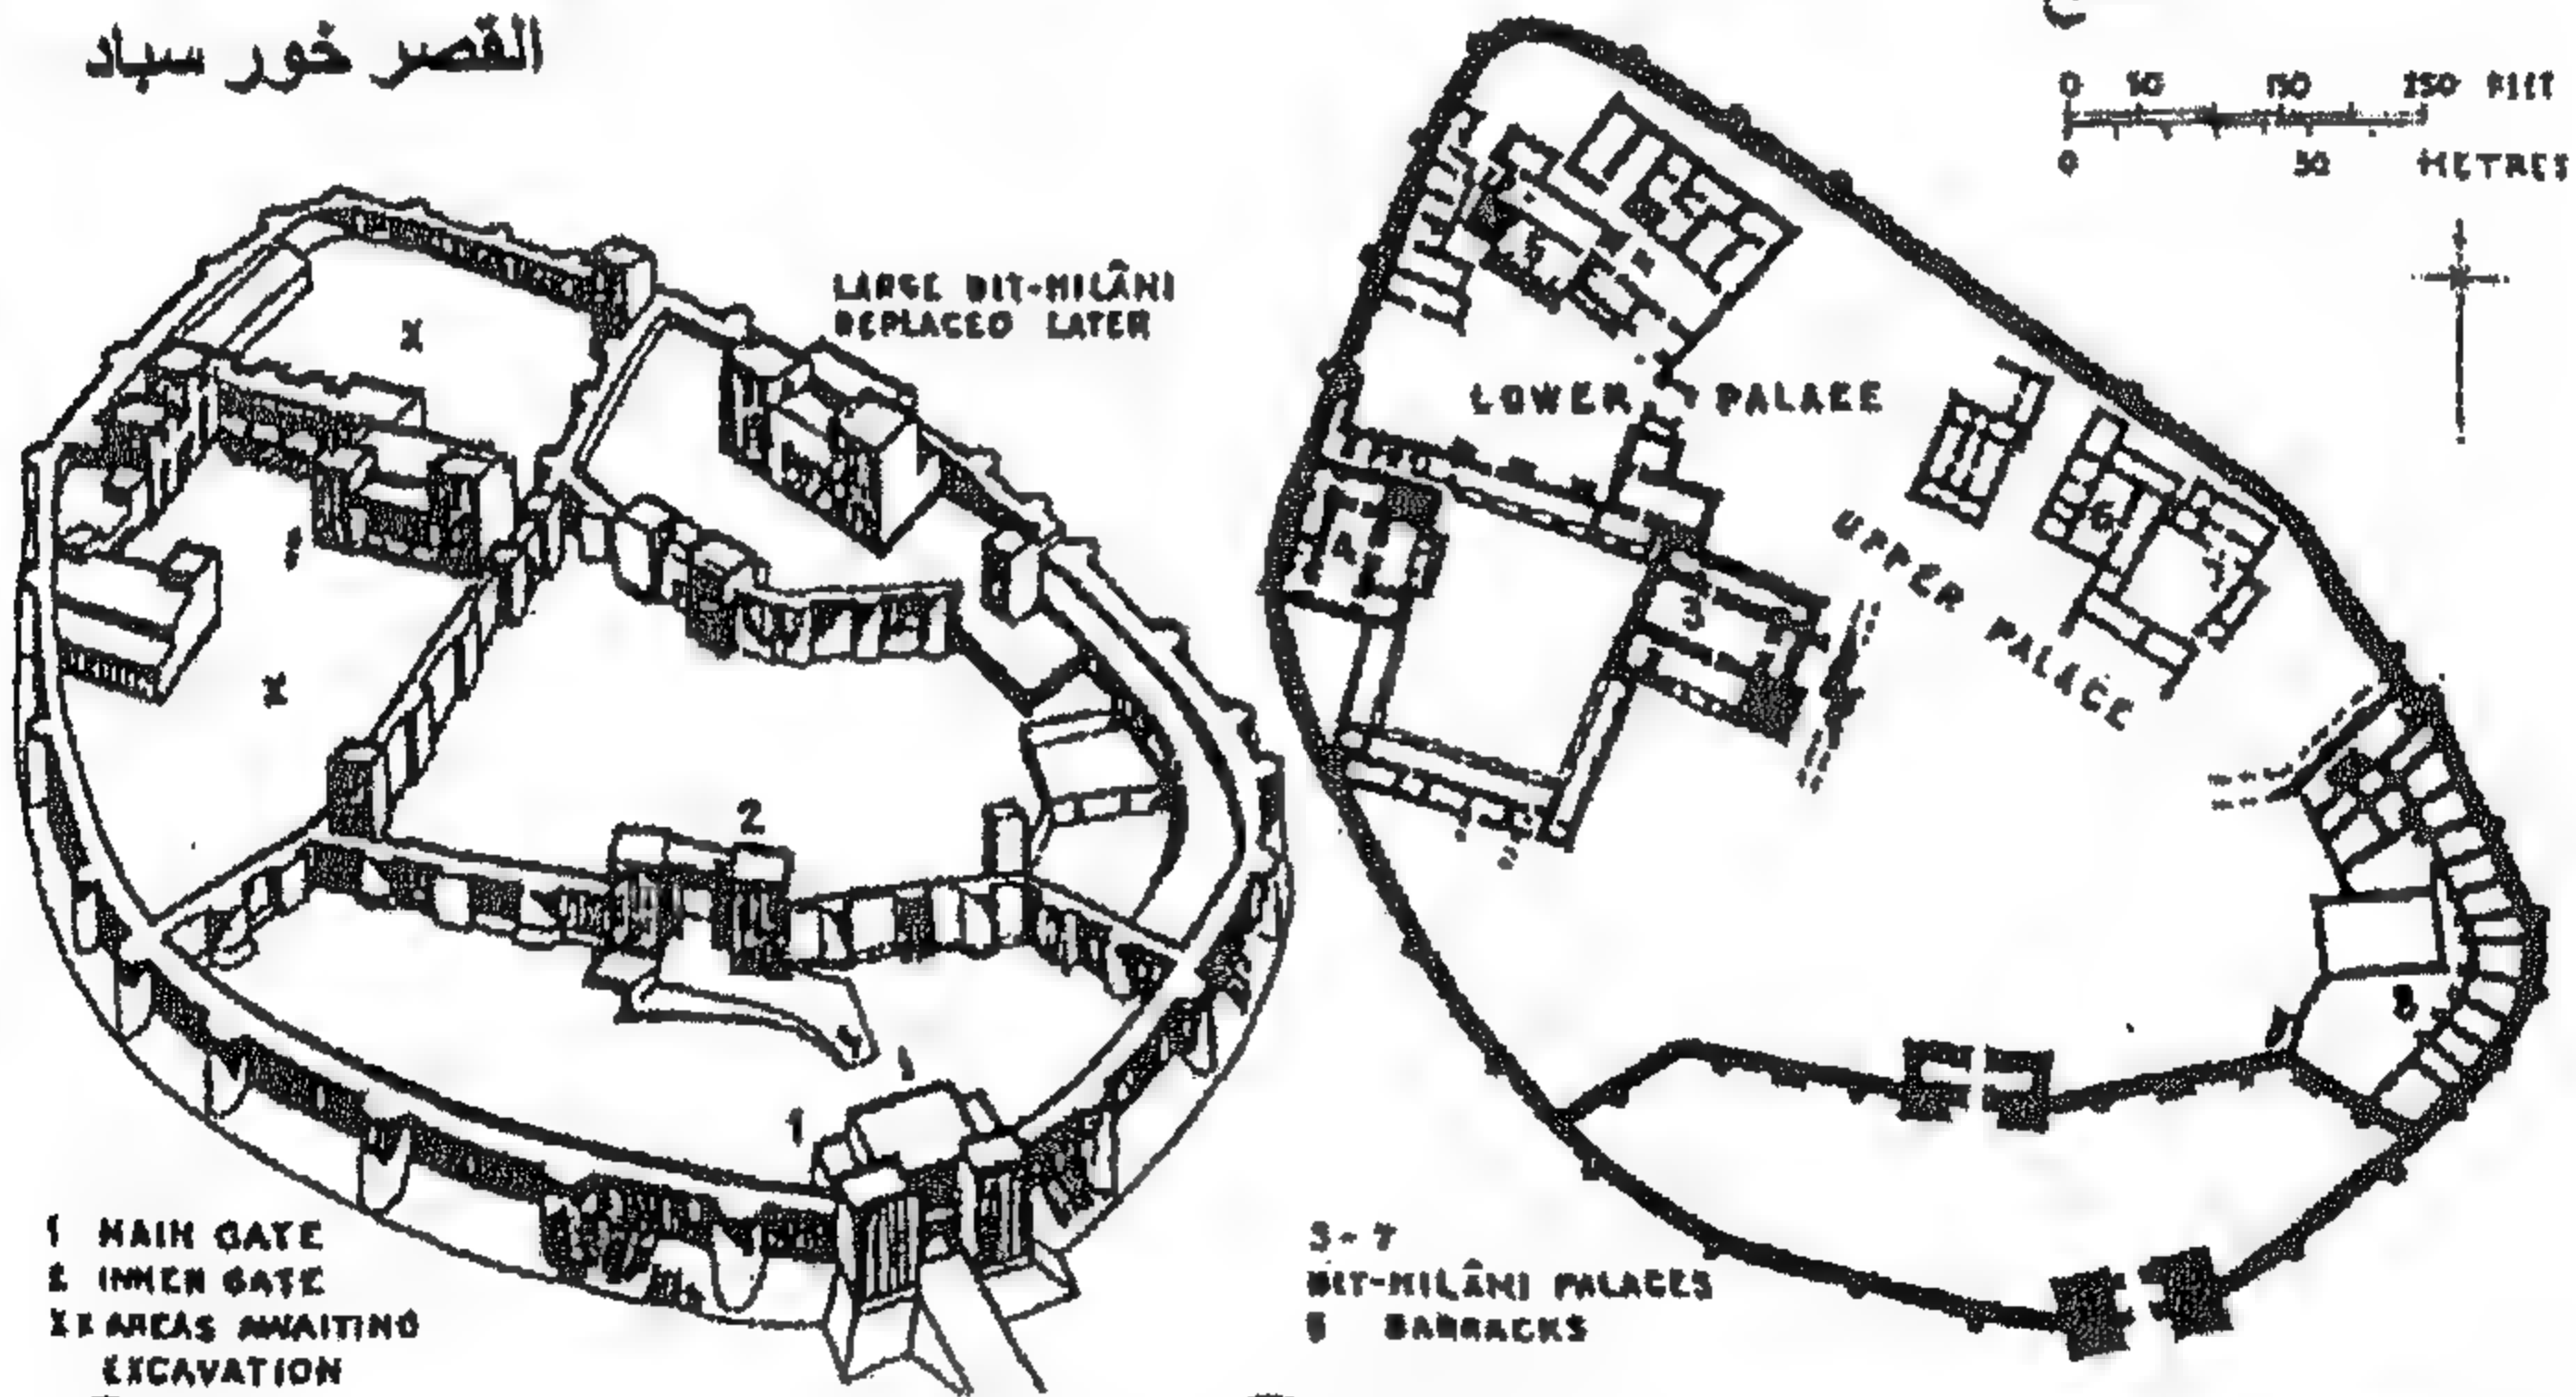 القصر خور سباد
0 50 150 250 FEET
0 50 METRES
LARGE BIT-HILÂNI
REPLACED LATER
X
X
2
1
LOWER PALACE
UPPER PALACE
5
4
3
6
7
8
1 MAIN GATE
2 INNER GATE
XX AREAS AWAITING
EXCAVATION
3-7
BIT-HILÂNI PALACES
8 BARRACKS